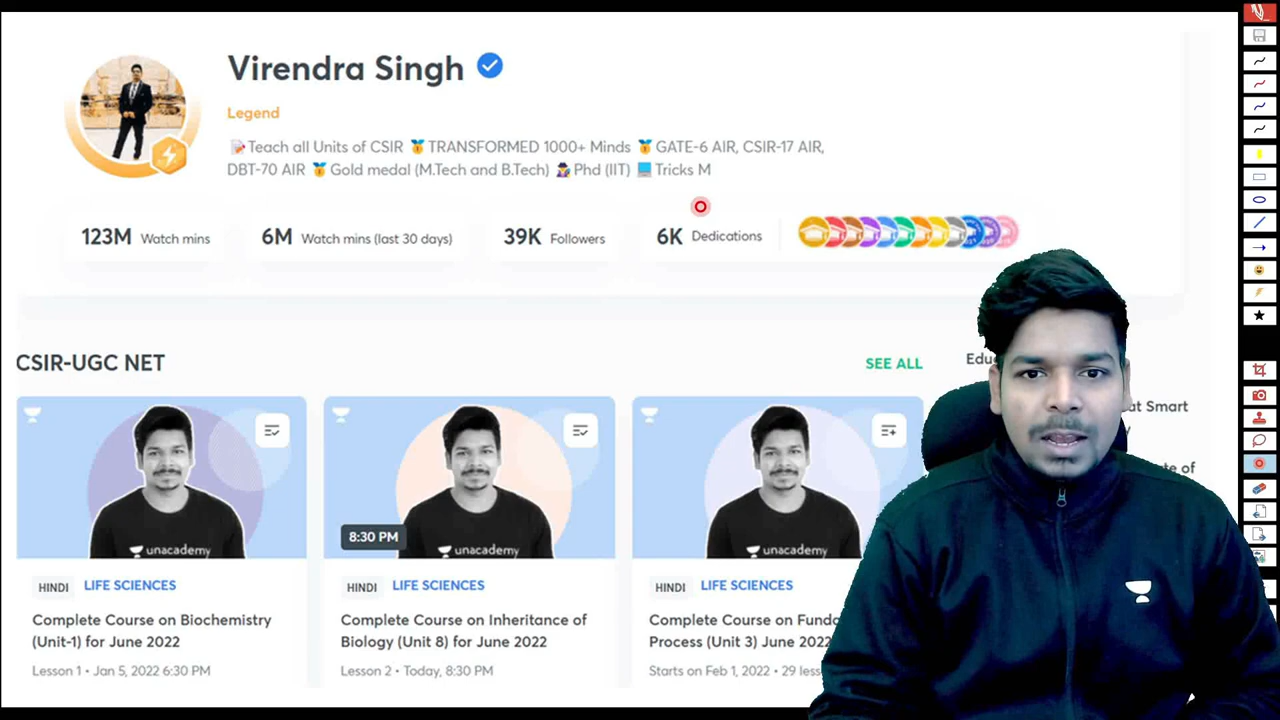 Virendra Singh
Legend
Teach all Units of CSIR 🥇TRANSFORMED 1000+ Minds 🥇GATE-6 AIR, CSIR-17 AIR,
DBT-70 AIR 🥇Gold medal (M.Tech and B.Tech) Phd (IIT) 💻Tricks M
123M Watch mins 6M Watch mins (last 30 days) 39K Followers 6K Dedications
CSIR-UGC NET SEE ALL
at Smart
of
8:30 PM
unacademy unacademy unacademy
HINDI LIFE SCIENCES HINDI LIFE SCIENCES HINDI LIFE SCIENCES
Complete Course on Biochemistry
(Unit-1) for June 2022
Lesson 1 • Jan 5, 2022 6:30 PM
Complete Course on Inheritance of
Biology (Unit 8) for June 2022
Lesson 2 • Today, 8:30 PM
Complete Course on
Process (Unit 3) June 2022
Starts on Feb 1, 2022 • 29